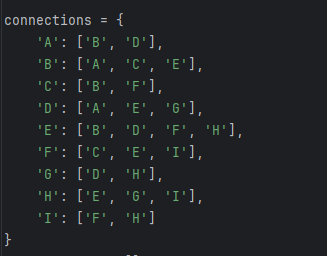 connections = {
    'A': ['B', 'D'],
    'B': ['A', 'C', 'E'],
    'C': ['B', 'F'],
    'D': ['A', 'E', 'G'],
    'E': ['B', 'D', 'F', 'H'],
    'F': ['C', 'E', 'I'],
    'G': ['D', 'H'],
    'H': ['E', 'G', 'I'],
    'I': ['F', 'H']
}